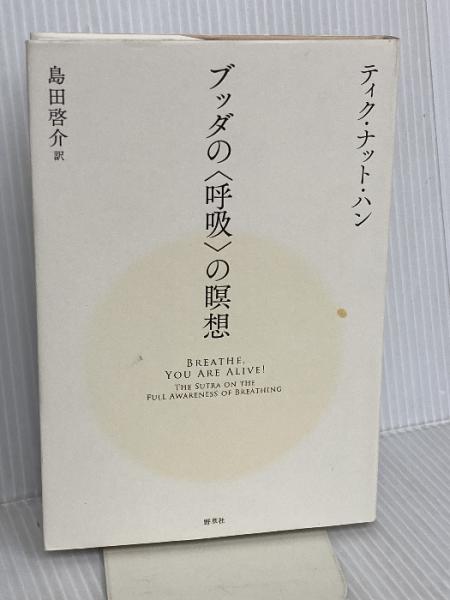 ティク・ナット・ハン
ブッダの〈呼吸〉の瞑想
島田啓介 訳
BREATHE,
YOU ARE ALIVE!
THE SUTRA ON THE
FULL AWARENESS OF BREATHING
野草社